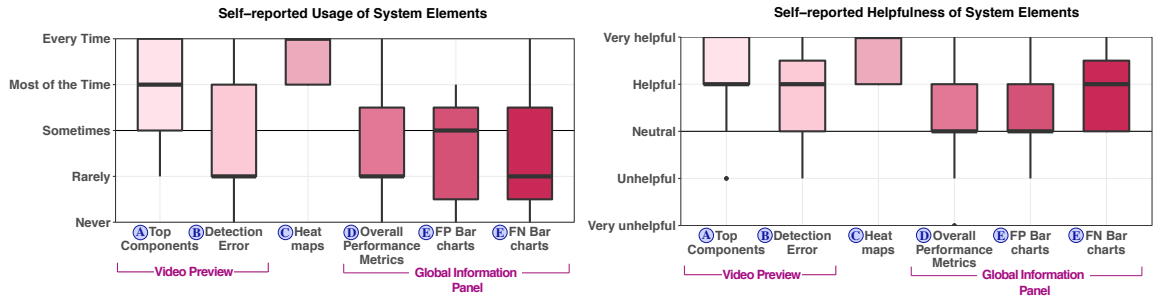 Self-reported Usage of System Elements
Every Time
Most of the Time
Sometimes
Rarely
Never
A Top Components
B Detection Error
C Heat maps
D Overall Performance Metrics
E FP Bar charts
E FN Bar charts
Video Preview
Global Information Panel
Self-reported Helpfulness of System Elements
Very helpful
Helpful
Neutral
Unhelpful
Very unhelpful
A Top Components
B Detection Error
C Heat maps
D Overall Performance Metrics
E FP Bar charts
E FN Bar charts
Video Preview
Global Information Panel